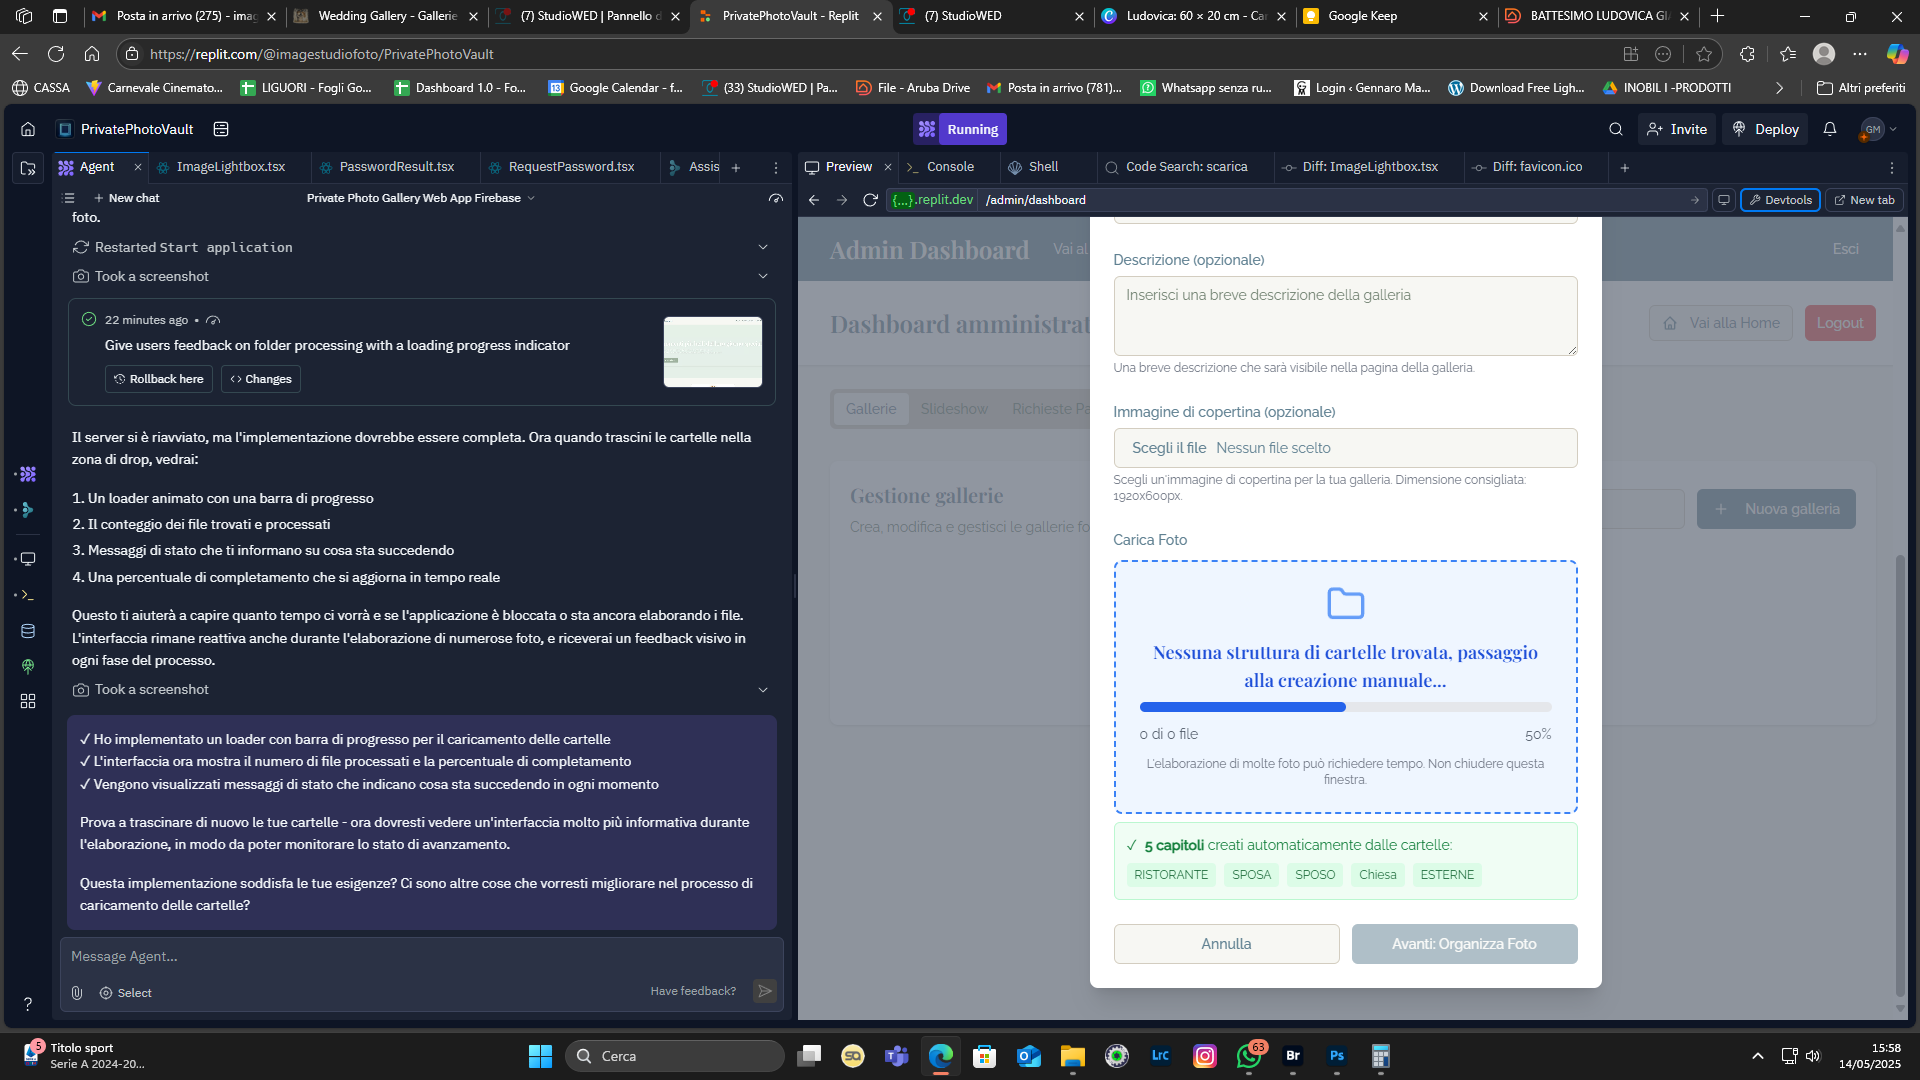 Posta in arrivo (275) - imag
Wedding Gallery - Gallerie
(7) StudioWED | Pannello d
PrivatePhotoVault - Replit
(7) StudioWED
Ludovica: 60 × 20 cm - Ca
Google Keep
BATTESIMO LUDOVICA GI
https://replit.com/@imagestudiofoto/PrivatePhotoVault
CASSA
Carnevale Cinemato...
LIGUORI - Fogli Go...
Dashboard 1.0 - Fo...
Google Calendar - f...
(33) StudioWED | Pa...
File - Aruba Drive
Posta in arrivo (781)...
Whatsapp senza ru...
Login ‹ Gennaro Ma...
Download Free Ligh...
INOBIL I -PRODOTTI
Altri preferiti
PrivatePhotoVault
Running
Invite
Deploy
GM
Agent
ImageLightbox.tsx
PasswordResult.tsx
RequestPassword.tsx
Assis
Preview
Console
Shell
Code Search: scarica
Diff: ImageLightbox.tsx
Diff: favicon.ico
New chat
Private Photo Gallery Web App Firebase
{...}.replit.dev
/admin/dashboard
Devtools
New tab
foto.
Restarted Start application
Took a screenshot
22 minutes ago •
Give users feedback on folder processing with a loading progress indicator
Rollback here
Changes
Il server si è riavviato, ma l'implementazione dovrebbe essere completa. Ora quando trascini le cartelle nella
zona di drop, vedrai:
1. Un loader animato con una barra di progresso
2. Il conteggio dei file trovati e processati
3. Messaggi di stato che ti informano su cosa sta succedendo
4. Una percentuale di completamento che si aggiorna in tempo reale
Questo ti aiuterà a capire quanto tempo ci vorrà e se l'applicazione è bloccata o sta ancora elaborando i file.
L'interfaccia rimane reattiva anche durante l'elaborazione di numerose foto, e riceverai un feedback visivo in
ogni fase del processo.
Took a screenshot
✓ Ho implementato un loader con barra di progresso per il caricamento delle cartelle
✓ L'interfaccia ora mostra il numero di file processati e la percentuale di completamento
✓ Vengono visualizzati messaggi di stato che indicano cosa sta succedendo in ogni momento
Prova a trascinare di nuovo le tue cartelle - ora dovresti vedere un'interfaccia molto più informativa durante
l'elaborazione, in modo da poter monitorare lo stato di avanzamento.
Questa implementazione soddisfa le tue esigenze? Ci sono altre cose che vorresti migliorare nel processo di
caricamento delle cartelle?
Message Agent...
Select
Have feedback?
Admin Dashboard
Vai al
Esci
Dashboard amministrat
Vai alla Home
Logout
Gallerie
Slideshow
Richieste Pa
Gestione gallerie
Crea, modifica e gestisci le gallerie fo
Nuova galleria
Descrizione (opzionale)
Inserisci una breve descrizione della galleria
Una breve descrizione che sarà visibile nella pagina della galleria.
Immagine di copertina (opzionale)
Scegli il file Nessun file scelto
Scegli un'immagine di copertina per la tua galleria. Dimensione consigliata:
1920x600px.
Carica Foto
Nessuna struttura di cartelle trovata, passaggio
alla creazione manuale...
0 di 0 file
50%
L'elaborazione di molte foto può richiedere tempo. Non chiudere questa
finestra.
✓ 5 capitoli creati automaticamente dalle cartelle:
RISTORANTE
SPOSA
SPOSO
Chiesa
ESTERNE
Annulla
Avanti: Organizza Foto
5
Titolo sport
Serie A 2024-20...
Cerca
LrC
63
Br
Ps
15:58
14/05/2025